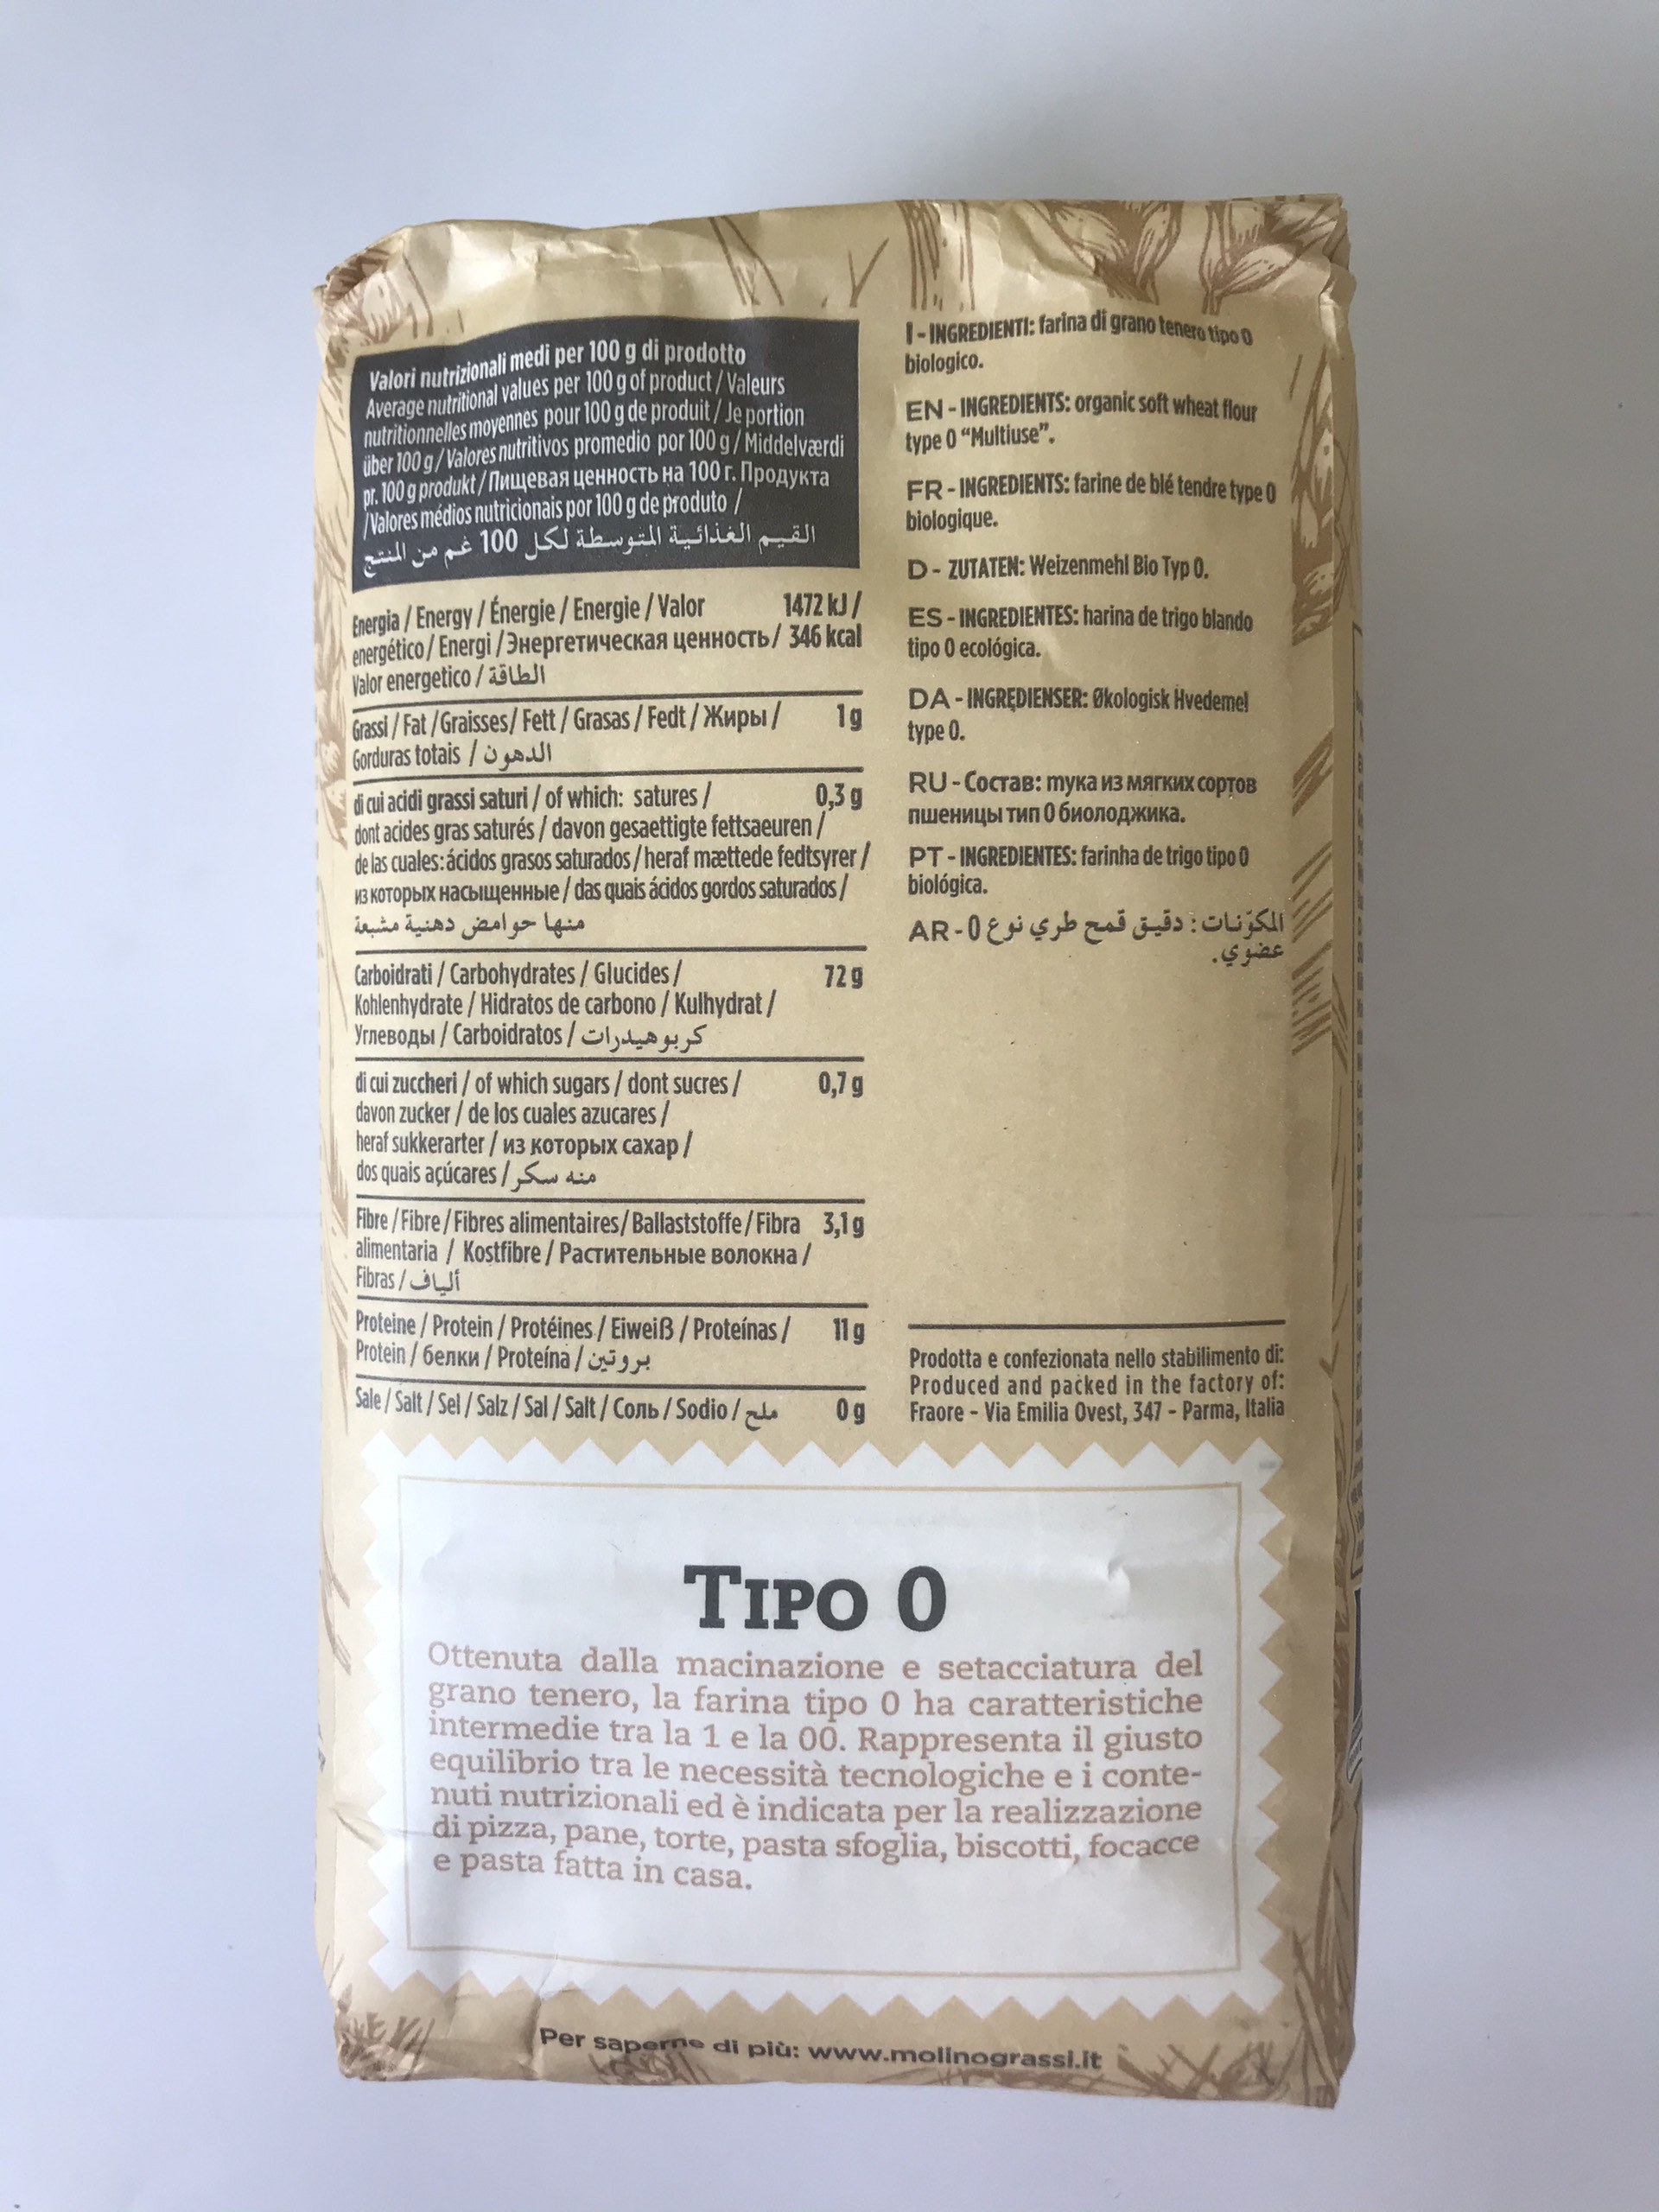 Valori nutrizionali medi per 100 g di prodotto
Average nutritional values per 100 g of product / Valeurs
nutritionnelles moyennes pour 100 g de produit / Je portion
über 100 g / Valores nutritivos promedio por 100 g / Middelværdi
pr. 100 g produkt / Пищевая ценность на 100 г. Продукта
/ Valores médios nutricionais por 100 g de produto /
القيم الغذائية المتوسطة لكل 100 غم من المنتج
Energia / Energy / Énergie / Energie / Valor 1472 kJ /
energético / Energi / Энергетическая ценность / 346 kcal
Valor energetico / الطاقة
Grassi / Fat / Graisses / Fett / Grasas / Fedt / Жиры / 1 g
Gorduras totais / الدهون
di cui acidi grassi saturi / of which: satures / 0,3 g
dont acides gras saturés / davon gesaettigte fettsaeuren /
de las cuales: ácidos grasos saturados / heraf mættede fedtsyrer /
из которых насыщенные / das quais ácidos gordos saturados /
منها حوامض دهنية مشبعة
Carboidrati / Carbohydrates / Glucides / 72 g
Kohlenhydrate / Hidratos de carbono / Kulhydrat /
Углеводы / Carboidratos / كربوهيدرات
di cui zuccheri / of which sugars / dont sucres / 0,7 g
davon zucker / de los cuales azucares /
heraf sukkerarter / из которых сахар /
dos quais açúcares / منه سكر
Fibre / Fibre / Fibres alimentaires / Ballaststoffe / Fibra 3,1 g
alimentaria / Kostfibre / Растительные волокна /
Fibras / ألياف
Proteine / Protein / Protéines / Eiweiß / Proteínas / 11 g
Protein / белки / Proteína / بروتين
Sale / Salt / Sel / Salz / Sal / Salt / Соль / Sodio / ملح 0 g
I - INGREDIENTI: farina di grano tenero tipo 0
biologico.
EN - INGREDIENTS: organic soft wheat flour
type 0 “Multiuse”.
FR - INGREDIENTS: farine de blé tendre type 0
biologique.
D - ZUTATEN: Weizenmehl Bio Typ 0.
ES - INGREDIENTES: harina de trigo blando
tipo 0 ecológica.
DA - INGREDIENSER: Økologisk Hvedemel
type 0.
RU - Состав: mука из мягких сортов
пшеницы тип 0 биолоджика.
PT - INGREDIENTES: farinha de trigo tipo 0
biológica.
AR - المكوّنات: دقيق قمح طري نوع 0
عضوي.
Prodotta e confezionata nello stabilimento di:
Produced and packed in the factory of:
Fraore - Via Emilia Ovest, 347 - Parma, Italia
TIPO 0
Ottenuta dalla macinazione e setacciatura del
grano tenero, la farina tipo 0 ha caratteristiche
intermedie tra la 1 e la 00. Rappresenta il giusto
equilibrio tra le necessità tecnologiche e i conte-
nuti nutrizionali ed è indicata per la realizzazione
di pizza, pane, torte, pasta sfoglia, biscotti, focacce
e pasta fatta in casa.
Per saperne di più: www.molinograssi.it